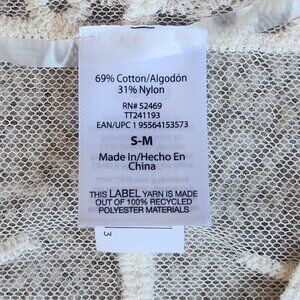 69% Cotton/Algodón
31% Nylon
RN# 52469
TT241193
EAN/UPC 1 95564153573
S-M
Made In/Hecho En
China
THIS LABEL YARN IS MADE
OUT OF 100% RECYCLED
POLYESTER MATERIALS